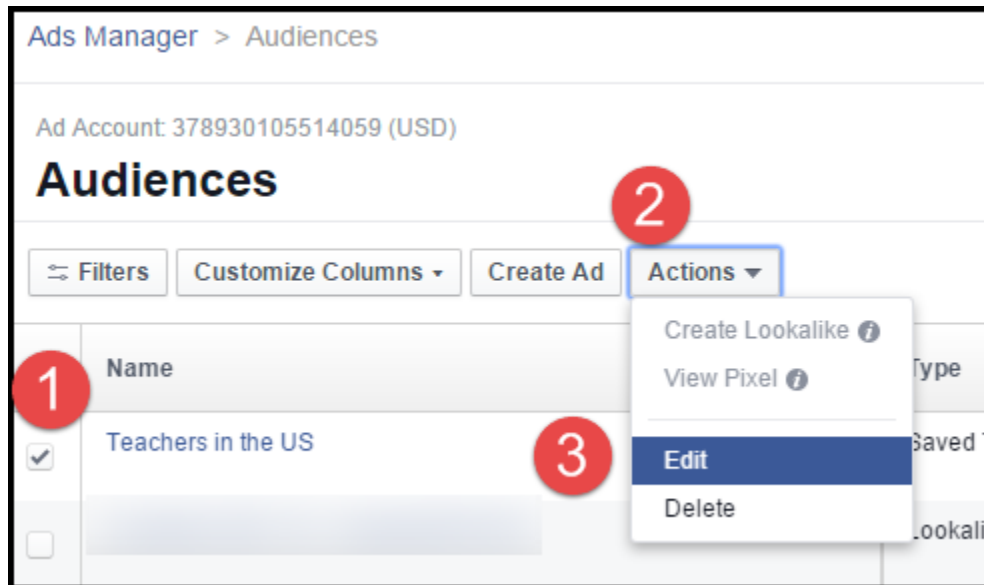 Ads Manager > Audiences
Ad Account: 378930105514059 (USD)
Audiences
2
Filters Customize Columns Create Ad Actions
Create Lookalike
1 Name Type
View Pixel
Teachers in the US 3 Edit Saved
Delete